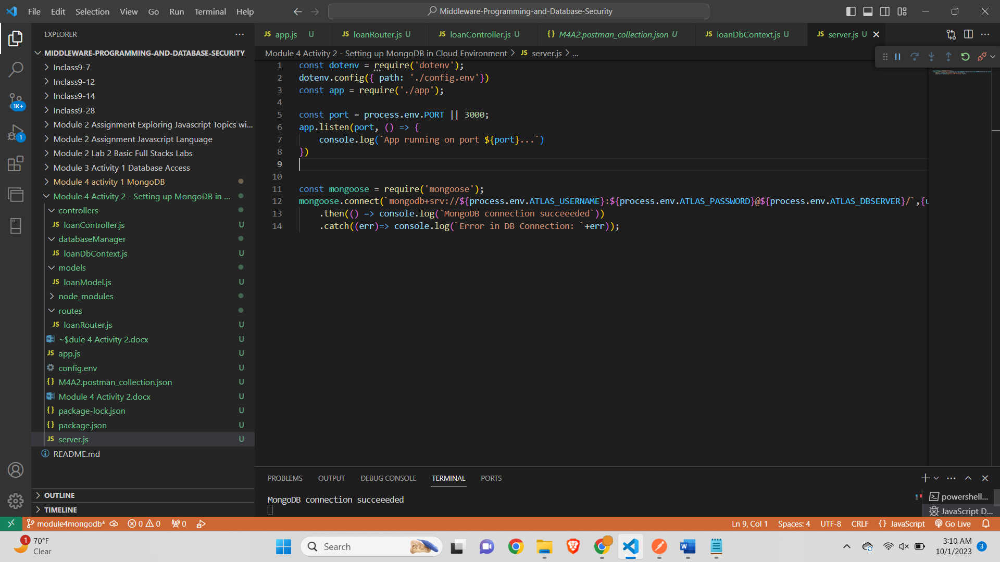 File Edit Selection View Go Run Terminal Help
Middleware-Programming-and-Database-Security
EXPLORER
MIDDLEWARE-PROGRAMMING-AND-DATABASE-SECURITY
Inclass9-7
Inclass9-12
Inclass9-14
Inclass9-28
Module 2 Assignment Exploring Javascript Topics wi...
Module 2 Assignment Javascript Language
Module 2 Lab 2 Basic Full Stacks Labs
Module 3 Activity 1 Database Access
Module 4 activity 1 MongoDB
Module 4 Activity 2 - Setting up MongoDB in ...
controllers
JS loanController.js U
databaseManager
JS loanDbContext.js U
models
JS loanModel.js U
node_modules
routes
JS loanRouter.js U
~$dule 4 Activity 2.docx U
JS app.js U
config.env U
{} M4A2.postman_collection.json U
Module 4 Activity 2.docx U
{} package-lock.json U
{} package.json U
JS server.js U
README.md
OUTLINE
TIMELINE
1K+
1
JS app.js U JS loanRouter.js U JS loanController.js U {} M4A2.postman_collection.json U JS loanDbContext.js U JS server.js U
Module 4 Activity 2 - Setting up MongoDB in Cloud Environment > JS server.js > ...
1 const dotenv = require('dotenv');
2 dotenv.config({ path: './config.env'})
3 const app = require('./app');
4
5 const port = process.env.PORT || 3000;
6 app.listen(port, () => {
7 console.log(`App running on port ${port}...`)
8 })
9
10
11 const mongoose = require('mongoose');
12 mongoose.connect(`mongodb+srv://${process.env.ATLAS_USERNAME}:${process.env.ATLAS_PASSWORD}@${process.env.ATLAS_DBSERVER}/`,{u
13 .then(() => console.log(`MongoDB connection succeeeded`))
14 .catch((err)=> console.log(`Error in DB Connection: `+err));
PROBLEMS OUTPUT DEBUG CONSOLE TERMINAL PORTS
MongoDB connection succeeeded
powershell...
JavaScript D...
module4mongodb* 0 0 0 Ln 9, Col 1 Spaces: 4 UTF-8 CRLF {} JavaScript Go Live
1 70°F
Clear
Search
W
3:10 AM
10/1/2023
3